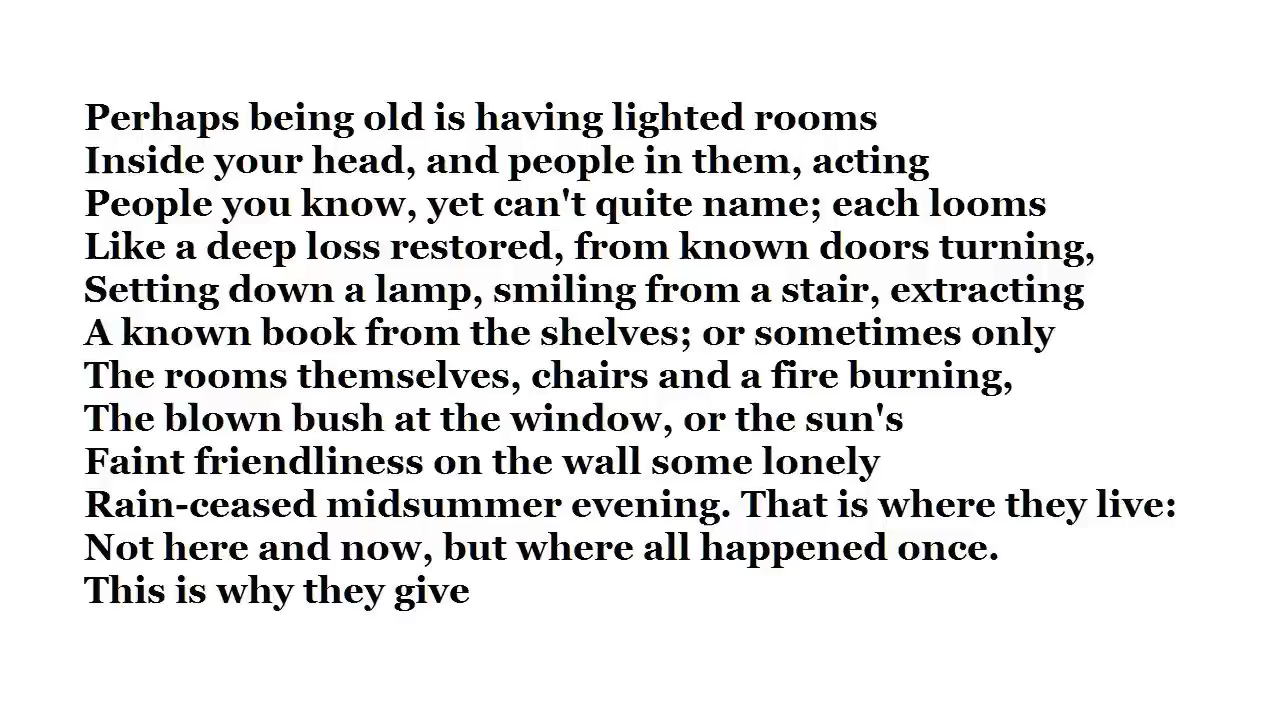 Perhaps being old is having lighted rooms
Inside your head, and people in them, acting
People you know, yet can't quite name; each looms
Like a deep loss restored, from known doors turning,
Setting down a lamp, smiling from a stair, extracting
A known book from the shelves; or sometimes only
The rooms themselves, chairs and a fire burning,
The blown bush at the window, or the sun's
Faint friendliness on the wall some lonely
Rain-ceased midsummer evening. That is where they live:
Not here and now, but where all happened once.
This is why they give